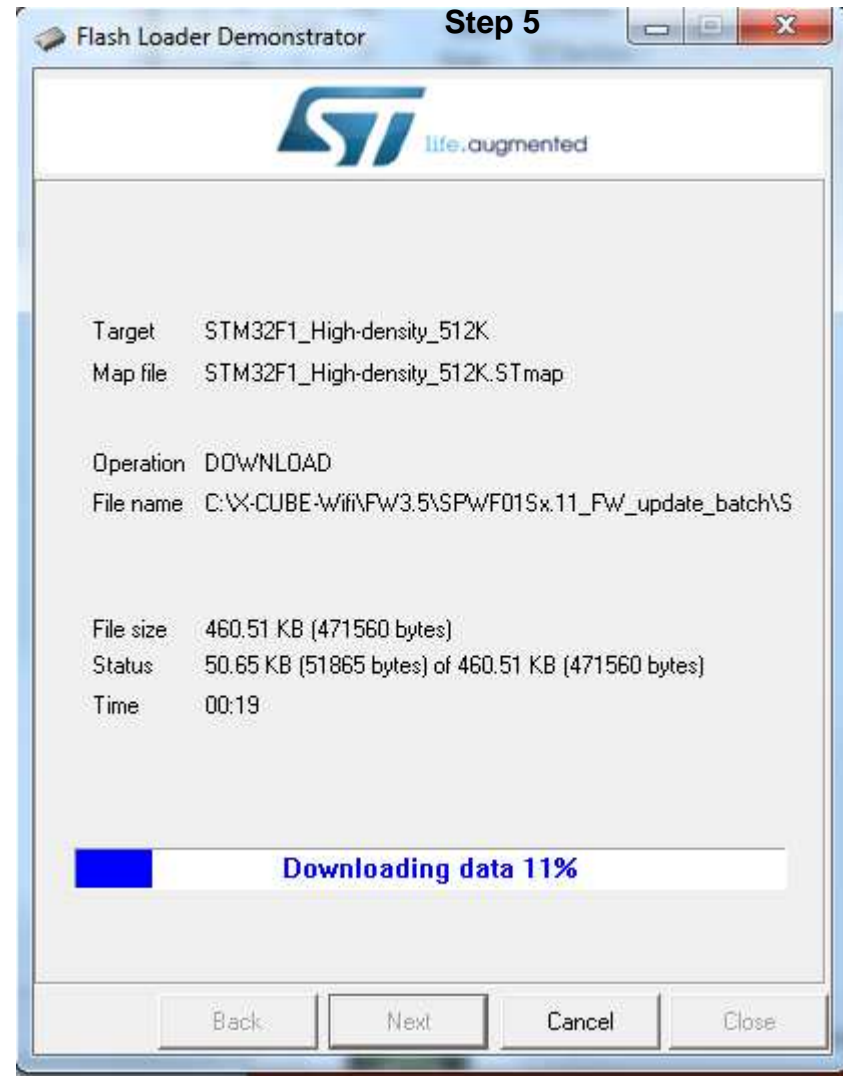 Step 5
Flash Loader Demonstrator
ST life.augmented
Target STM32F1_High-density_512K
Map file STM32F1_High-density_512K.STmap
Operation DOWNLOAD
File name C:\X-CUBE-Wifi\FW3.5\SPWF01Sx.11_FW_update_batch\S
File size 460.51 KB (471560 bytes)
Status 50.65 KB (51865 bytes) of 460.51 KB (471560 bytes)
Time 00:19
Downloading data 11%
Back Next Cancel Close